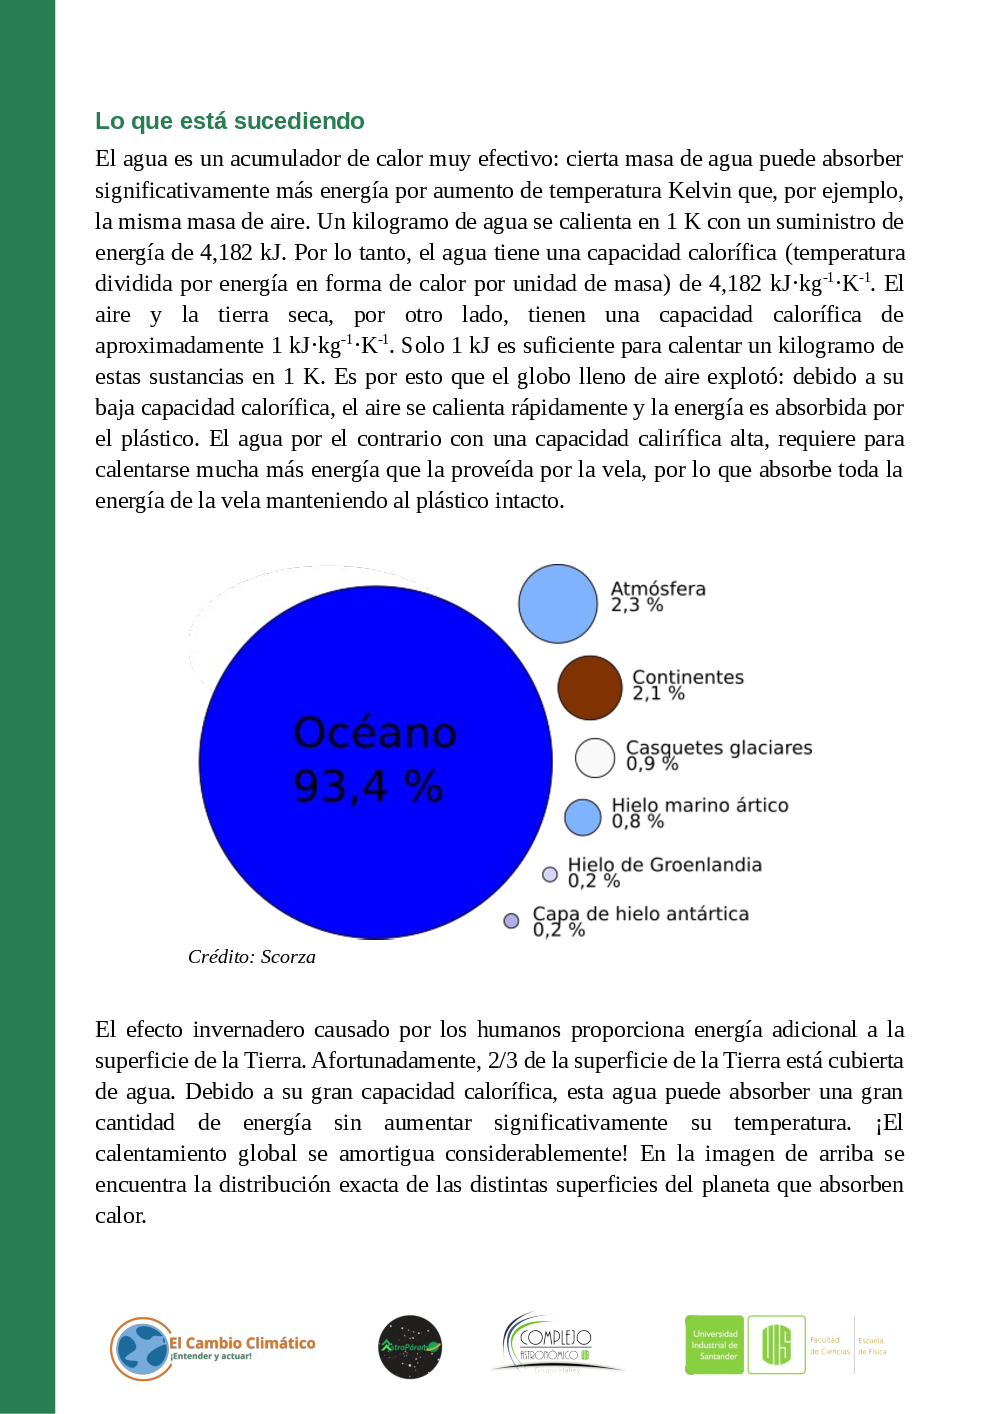 Lo que está sucediendo
El agua es un acumulador de calor muy efectivo: cierta masa de agua puede absorber
significativamente más energía por aumento de temperatura Kelvin que, por ejemplo,
la misma masa de aire. Un kilogramo de agua se calienta en 1 K con un suministro de
energía de 4,182 kJ. Por lo tanto, el agua tiene una capacidad calorífica (temperatura
dividida por energía en forma de calor por unidad de masa) de 4,182 kJ·kg⁻¹·K⁻¹. El
aire y la tierra seca, por otro lado, tienen una capacidad calorífica de
aproximadamente 1 kJ·kg⁻¹·K⁻¹. Solo 1 kJ es suficiente para calentar un kilogramo de
estas sustancias en 1 K. Es por esto que el globo lleno de aire explotó: debido a su
baja capacidad calorífica, el aire se calienta rápidamente y la energía es absorbida por
el plástico. El agua por el contrario con una capacidad calirífica alta, requiere para
calentarse mucha más energía que la proveída por la vela, por lo que absorbe toda la
energía de la vela manteniendo al plástico intacto.
Océano
93,4 %
Atmósfera
2,3 %
Continentes
2,1 %
Casquetes glaciares
0,9 %
Hielo marino ártico
0,8 %
Hielo de Groenlandia
0,2 %
Capa de hielo antártica
0,2 %
Crédito: Scorza
El efecto invernadero causado por los humanos proporciona energía adicional a la
superficie de la Tierra. Afortunadamente, 2/3 de la superficie de la Tierra está cubierta
de agua. Debido a su gran capacidad calorífica, esta agua puede absorber una gran
cantidad de energía sin aumentar significativamente su temperatura. ¡El
calentamiento global se amortigua considerablemente! En la imagen de arriba se
encuentra la distribución exacta de las distintas superficies del planeta que absorben
calor.
El Cambio Climático
¡Entender y actuar!
AstroPáramo
COMPLEJO
ASTRONÓMICO
Grupo Halley
Universidad
Industrial de
Santander
UIS
Facultad
de Ciencias
Escuela
de Física